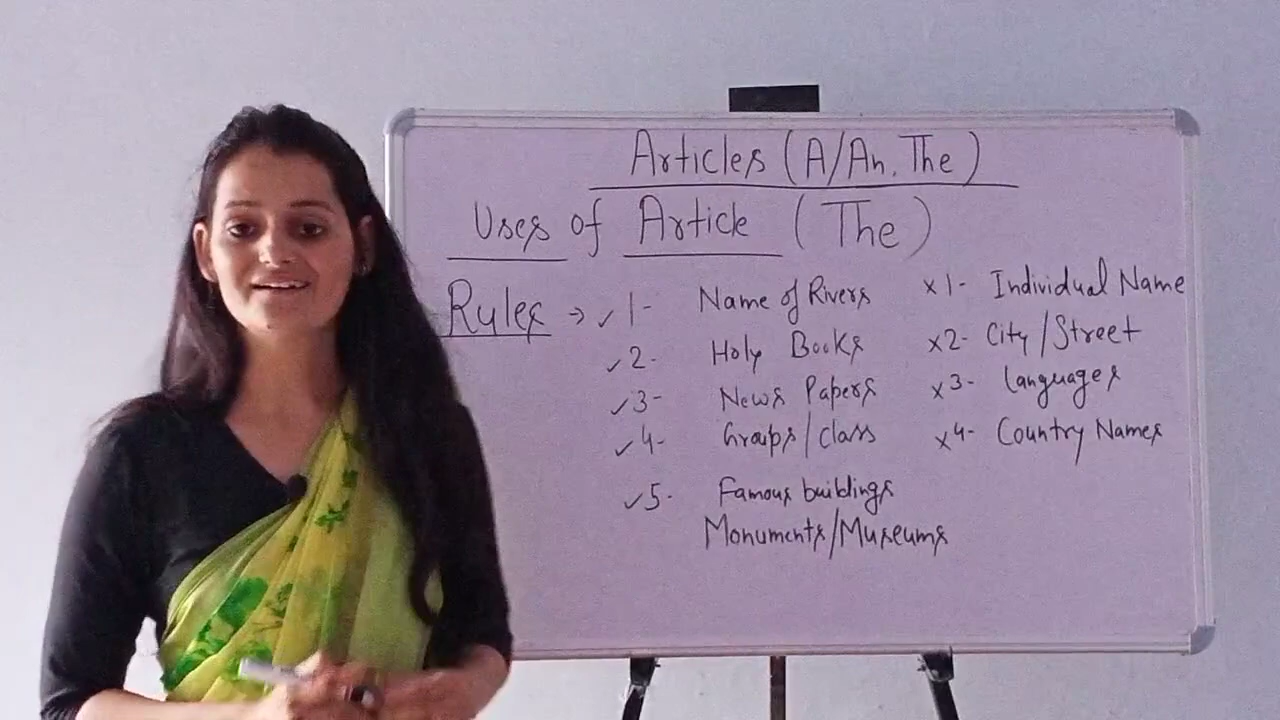 Articles (A/An, The)
Uses of Article (The)
Rules → ✓ 1- Name of Rivers x 1- Individual Name
✓ 2- Holy Books x 2- City/Street
✓ 3- News Papers x 3- Languages
✓ 4- Groups/class x 4- Country Names
✓ 5- Famous buildings
Monuments/Museums